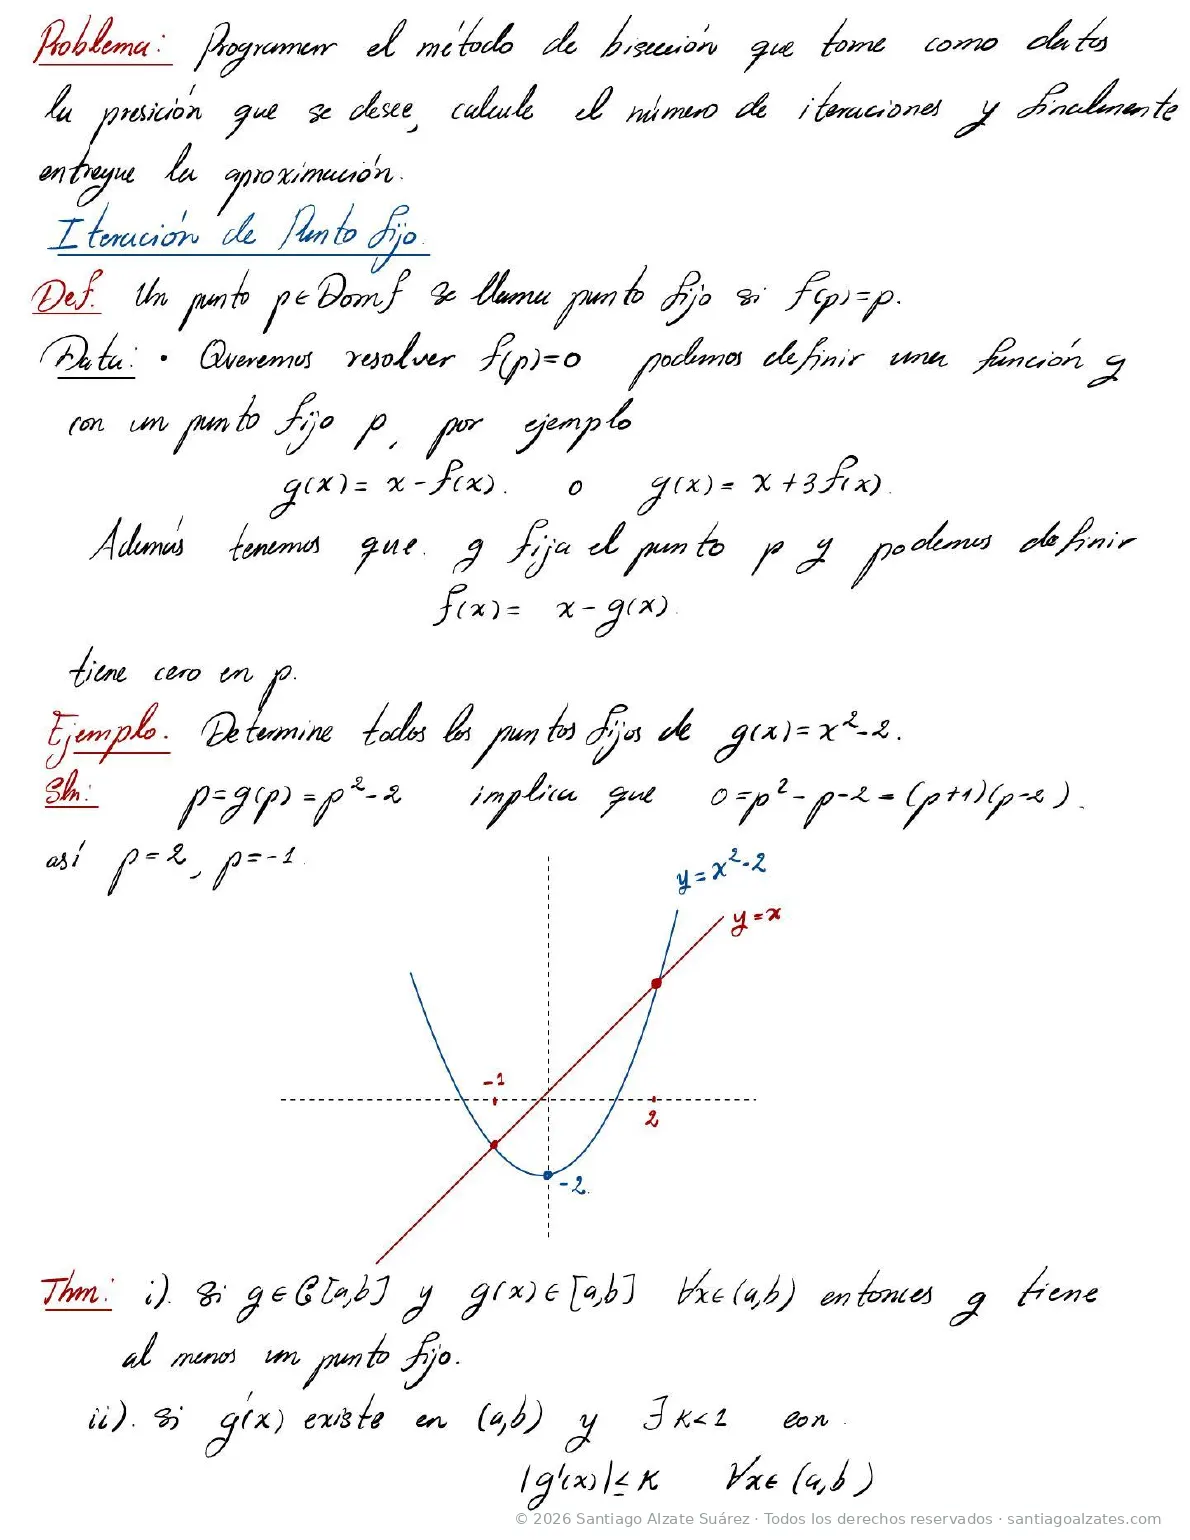 Problema: Programar el método de bisección que tome como datos
la presición que se desee, calcule el número de iteraciones y finalmente
entregue la aproximación.
Iteración de Punto fijo.
Def. Un punto p∈Domf se llama punto fijo si f(p)=p.
Nota: • Queremos resolver f(p)=0 podemos definir una función g
con un punto fijo p, por ejemplo
g(x)= x-f(x). o g(x)= x+3f(x).
Además tenemos que. g fija el punto p y podemos definir
f(x)= x-g(x).
tiene cero en p.
Ejemplo. Determine todos los puntos fijos de g(x)=x²-2.
Sln: p=g(p)=p²-2 implica que 0=p²-p-2=(p+1)(p-2).
así p=2, p=-1.
y=x²-2
y=x
-1
2
-2.
Thm: i). Si g∈C[a,b] y g(x)∈[a,b] ∀x∈(a,b) entonces g tiene
al menos un punto fijo.
ii). Si g'(x) existe en (a,b) y ∃ K<1 con.
|g'(x)|≤K ∀x∈(a,b)
© 2026 Santiago Alzate Suárez · Todos los derechos reservados · santiagoalzates.com